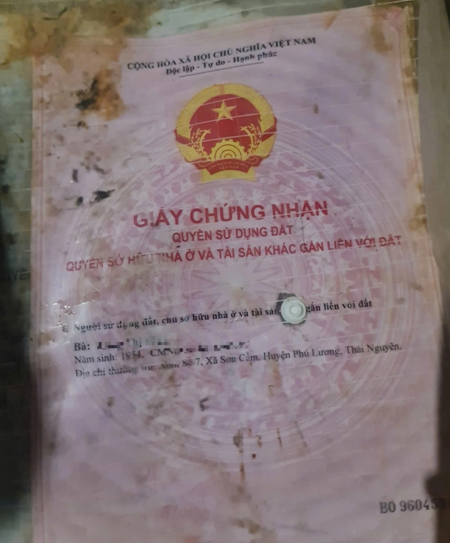 CỘNG HÒA XÃ HỘI CHỦ NGHĨA VIỆT NAM
Độc lập - Tự do - Hạnh phúc
GIẤY CHỨNG NHẬN
QUYỀN SỬ DỤNG ĐẤT
QUYỀN SỞ HỮU NHÀ Ở VÀ TÀI SẢN KHÁC GẮN LIỀN VỚI ĐẤT
I. Người sử dụng đất, chủ sở hữu nhà ở và tài sản gắn liền với đất
Bà:
Năm sinh: CMN
Địa chỉ thường Xóm Số 7, Xã Sơn Cẩm, Huyện Phú Lương, Thái Nguyên.
BO 96045